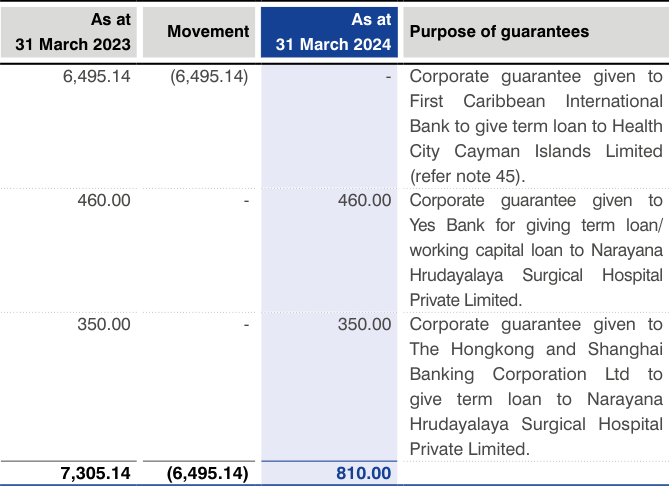 As at
31 March 2023 Movement As at
31 March 2024 Purpose of guarantees
6,495.14 (6,495.14) - Corporate guarantee given to
First Caribbean International
Bank to give term loan to Health
City Cayman Islands Limited
(refer note 45).
460.00 - 460.00 Corporate guarantee given to
Yes Bank for giving term loan/
working capital loan to Narayana
Hrudayalaya Surgical Hospital
Private Limited.
350.00 - 350.00 Corporate guarantee given to
The Hongkong and Shanghai
Banking Corporation Ltd to
give term loan to Narayana
Hrudayalaya Surgical Hospital
Private Limited.
7,305.14 (6,495.14) 810.00